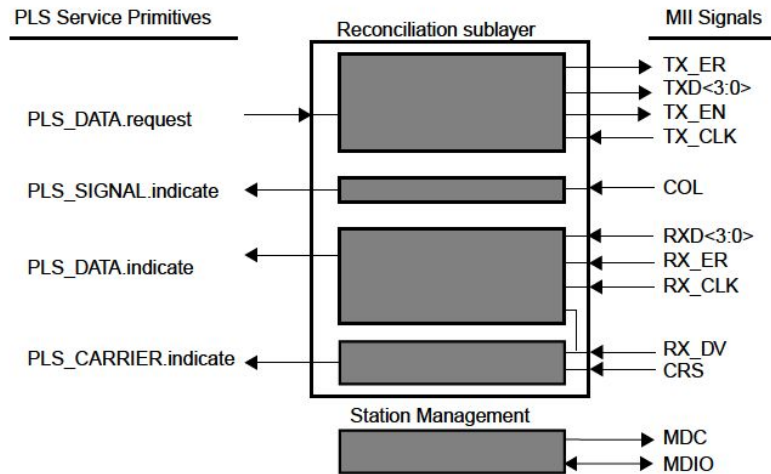 PLS Service Primitives
MII Signals
Reconciliation sublayer
TX_ER
TXD<3:0>
PLS_DATA.request
TX_EN
TX_CLK
PLS_SIGNAL.indicate
COL
RXD<3:0>
PLS_DATA.indicate
RX_ER
RX_CLK
PLS_CARRIER.indicate
RX_DV
CRS
Station Management
MDC
MDIO